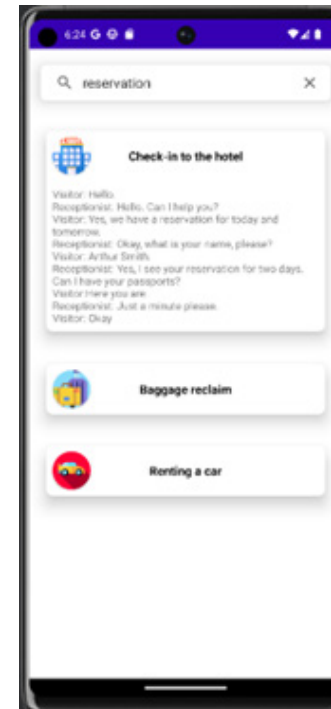 6:24 G
reservation
Check-in to the hotel
Visitor: Hello.
Receptionist: Hello. Can I help you?
Visitor: Yes, we have a reservation for today and
tomorrow.
Receptionist: Okay, what is your name, please?
Visitor: Arthur Smith.
Receptionist: Yes, I see your reservation for two days.
Can I have your passports?
Visitor:Here you are
Receptionist: Just a minute please.
Visitor: Okay
Baggage reclaim
Renting a car